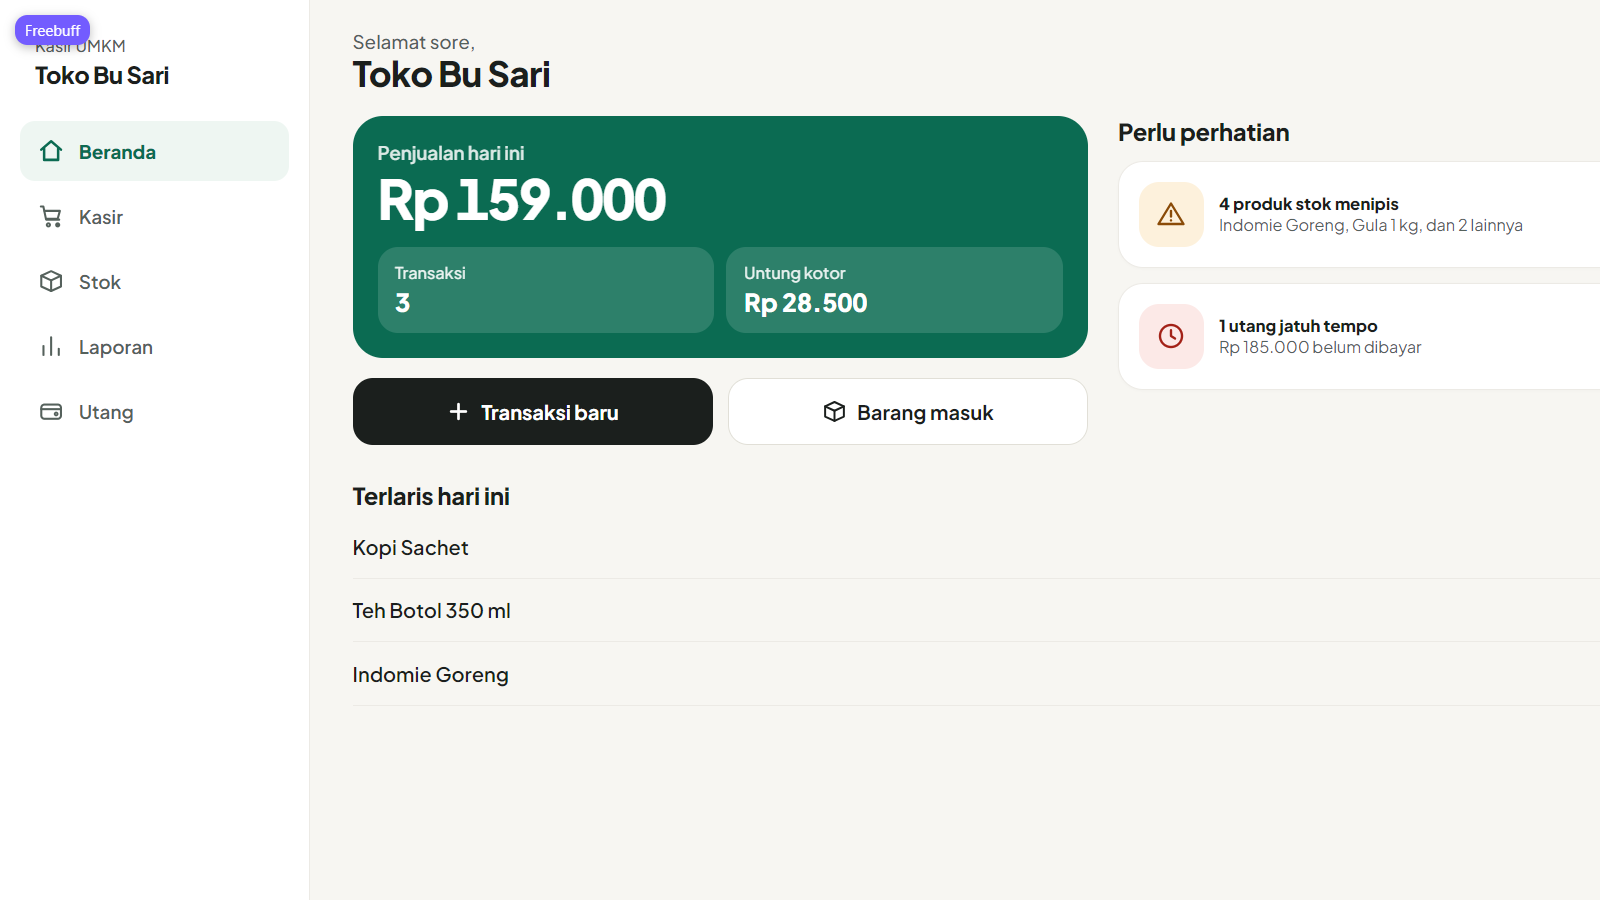 Freebuff
Kasir UMKM
Toko Bu Sari
Beranda
Kasir
Stok
Laporan
Utang
Selamat sore,
Toko Bu Sari
Penjualan hari ini
Rp 159.000
Transaksi
3
Untung kotor
Rp 28.500
Transaksi baru
Barang masuk
Perlu perhatian
4 produk stok menipis
Indomie Goreng, Gula 1 kg, dan 2 lainnya
1 utang jatuh tempo
Rp 185.000 belum dibayar
Terlaris hari ini
Kopi Sachet
Teh Botol 350 ml
Indomie Goreng